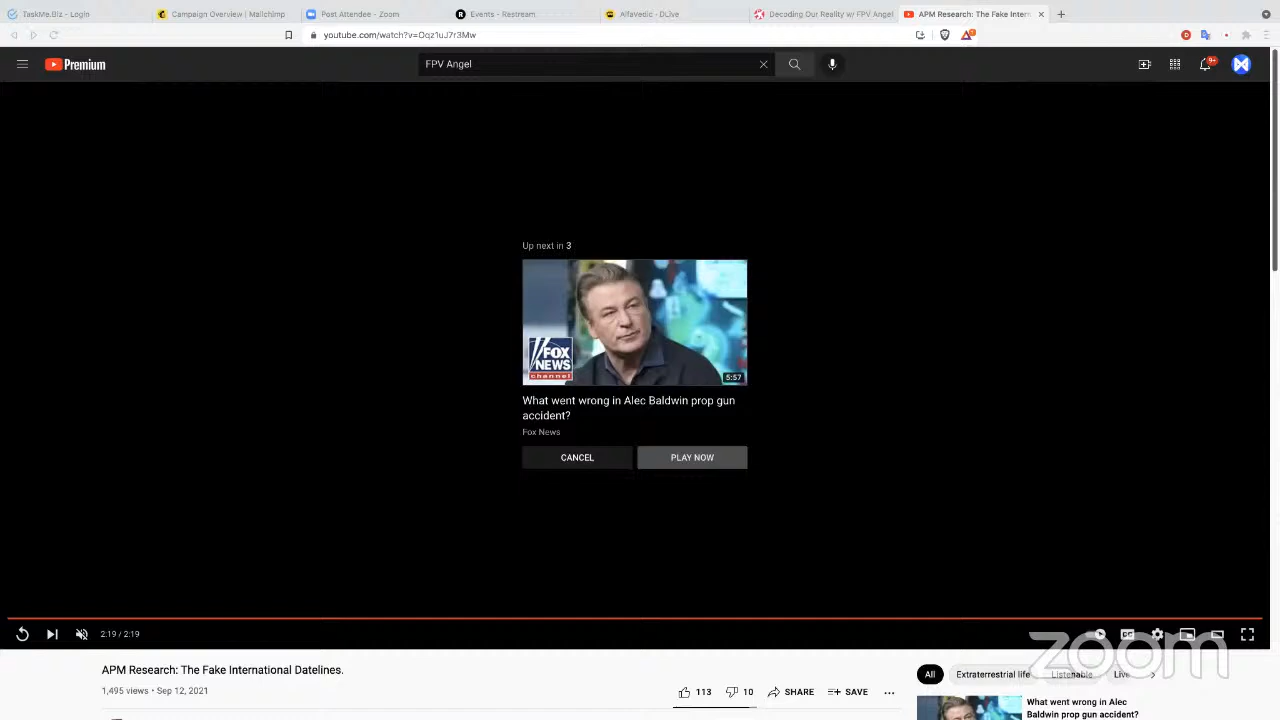 TaskMe.Biz - Login
Campaign Overview | Mailchimp
Post Attendee - Zoom
Events - Restream
Alfavedic - DLive
Decoding Our Reality w/ FPV Angel
APM Research: The Fake Intern
youtube.com/watch?v=Oqz1uJ7r3Mw
Premium
FPV Angel
9+
Up next in 3
FOX
NEWS
channel
5:57
What went wrong in Alec Baldwin prop gun
accident?
Fox News
CANCEL
PLAY NOW
2:19 / 2:19
CC
zoom
APM Research: The Fake International Datelines.
1,495 views • Sep 12, 2021
113
10
SHARE
SAVE
All
Extraterrestrial life
Listenable
Live
What went wrong in Alec
Baldwin prop gun